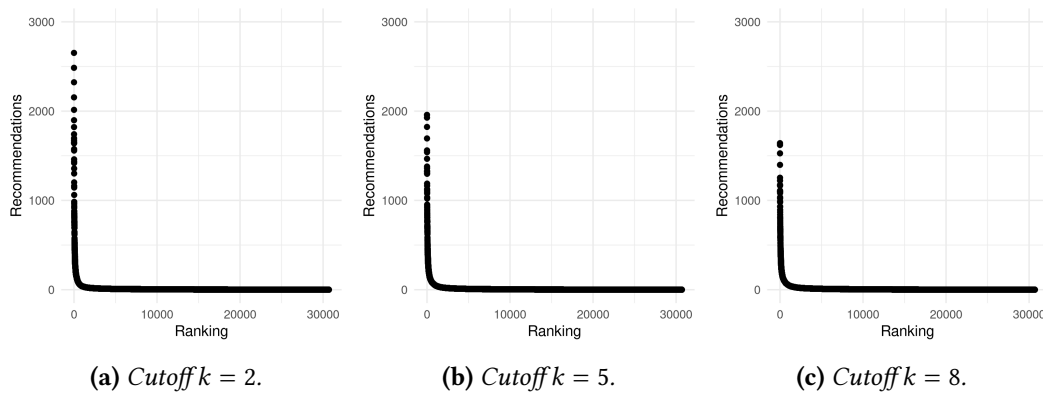 3000
2000
1000
0
Recommendations
0 10000 20000 30000
Ranking
(a) Cutoff k = 2.
3000
2000
1000
0
Recommendations
0 10000 20000 30000
Ranking
(b) Cutoff k = 5.
3000
2000
1000
0
Recommendations
0 10000 20000 30000
Ranking
(c) Cutoff k = 8.